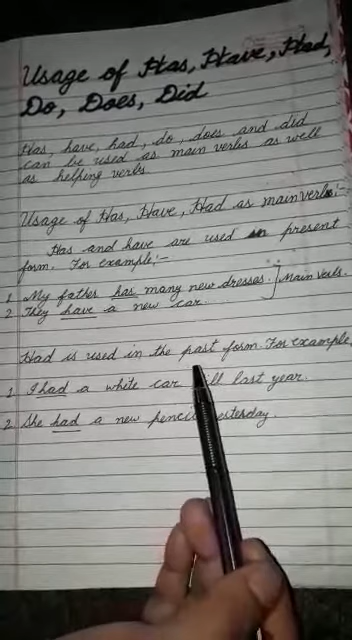 Usage of Has, Have, Had,
Do, Does, Did
Has, have, had, do, does and did
can be used as main verbs as well
as helping verbs
Usage of Has, Have, Had as main verbs:-
Has and have are used in present
form. For example:-
1 My father has many new dresses. ] Main verbs.
2 They have a new car.
Had is used in the past form. For example,
1 I had a white car till last year.
2 She had a new pencil yesterday.